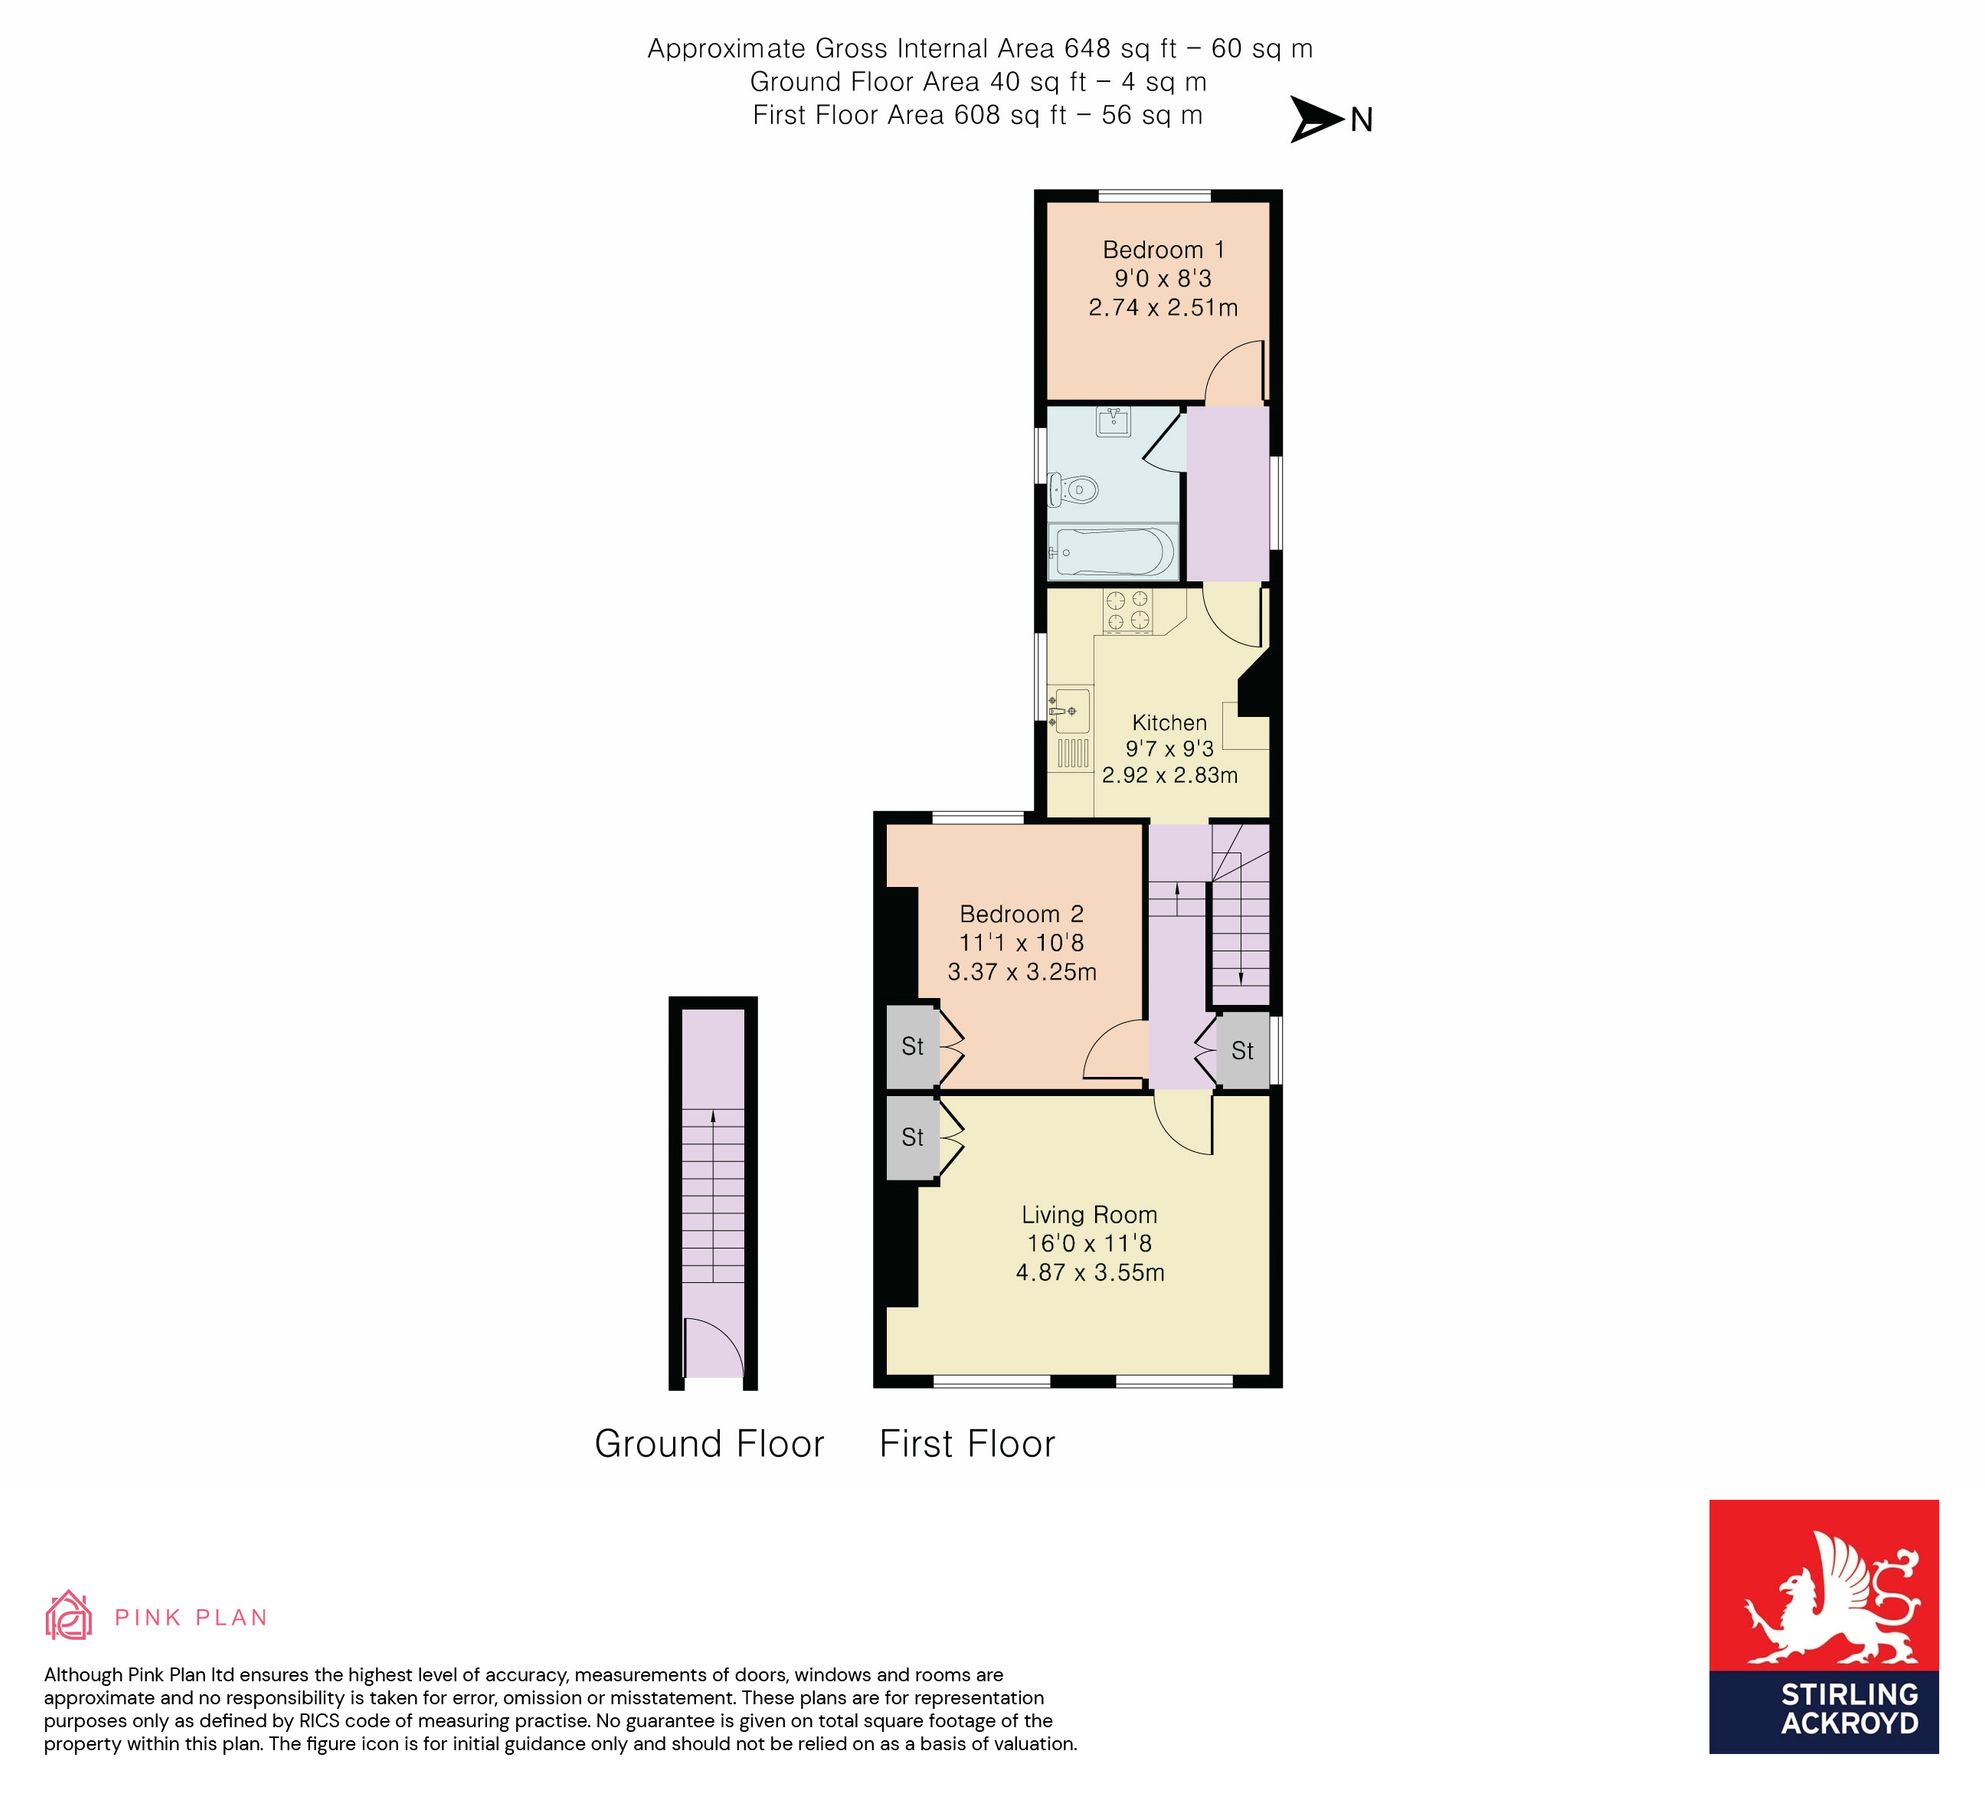 Approximate Gross Internal Area 648 sq ft – 60 sq m
Ground Floor Area 40 sq ft – 4 sq m
First Floor Area 608 sq ft – 56 sq m
N
Bedroom 1
9'0 x 8'3
2.74 x 2.51m
Kitchen
9'7 x 9'3
2.92 x 2.83m
Bedroom 2
11'1 x 10'8
3.37 x 3.25m
St
St
St
Living Room
16'0 x 11'8
4.87 x 3.55m
Ground Floor
First Floor
PINK PLAN
Although Pink Plan ltd ensures the highest level of accuracy, measurements of doors, windows and rooms are
approximate and no responsibility is taken for error, omission or misstatement. These plans are for representation
purposes only as defined by RICS code of measuring practise. No guarantee is given on total square footage of the
property within this plan. The figure icon is for initial guidance only and should not be relied on as a basis of valuation.
STIRLING
ACKROYD